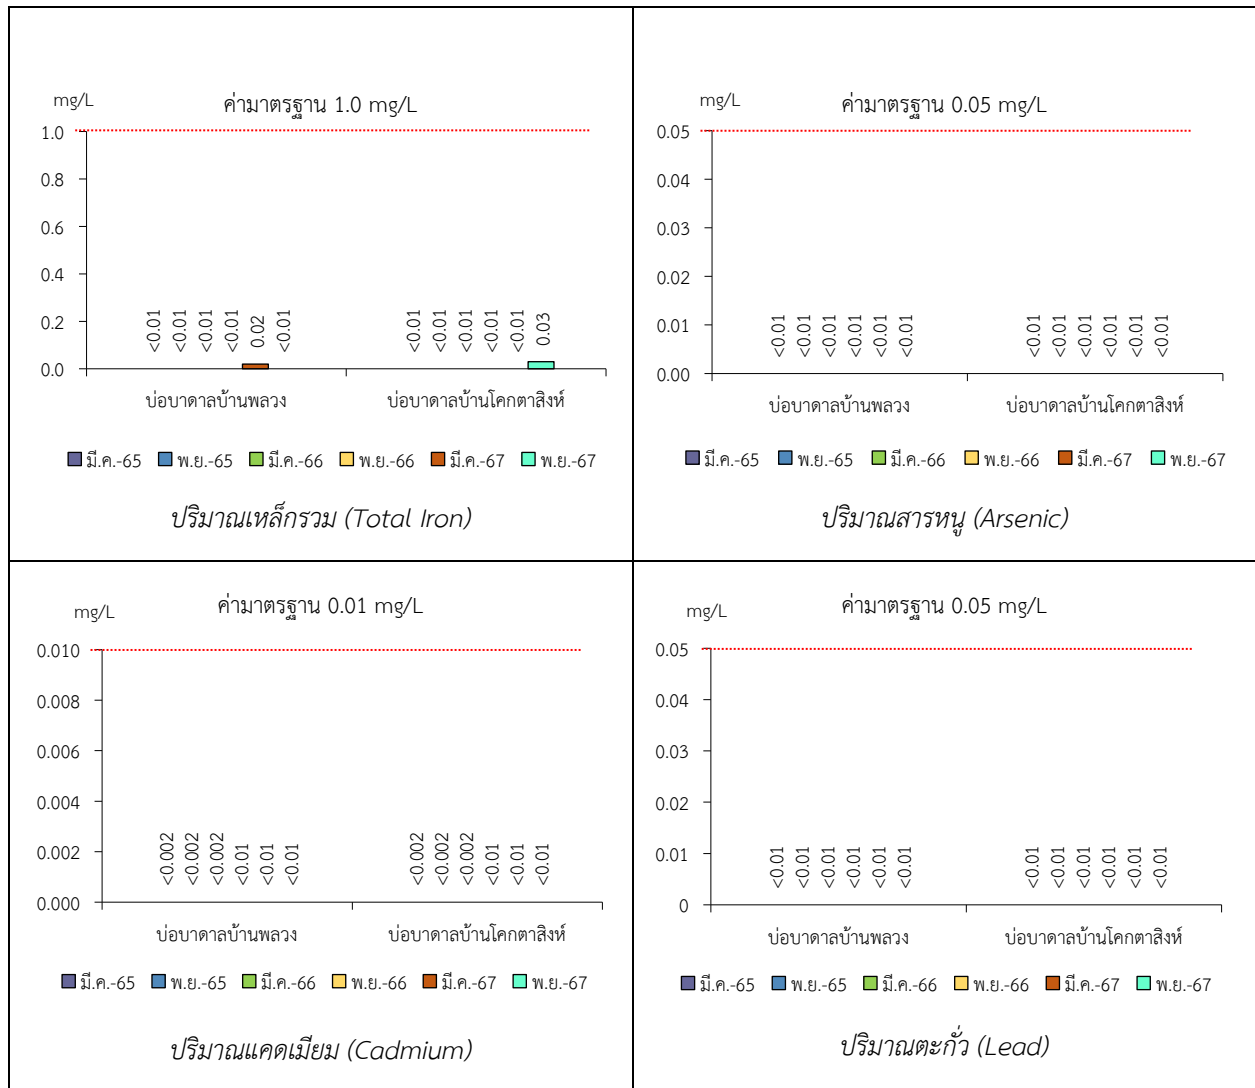 ค่ามาตรฐาน 1.0 mg/L
mg/L
1.0
0.8
0.6
0.4
0.2
0.0
<0.01 <0.01 <0.01 <0.01 0.02 <0.01
<0.01 <0.01 <0.01 <0.01 <0.01 0.03
บ่อบาดาลบ้านพลวง บ่อบาดาลบ้านโคกตาสิงห์
มี.ค.-65 พ.ย.-65 มี.ค.-66 พ.ย.-66 มี.ค.-67 พ.ย.-67
ปริมาณเหล็กรวม (Total Iron)
ค่ามาตรฐาน 0.05 mg/L
mg/L
0.05
0.04
0.03
0.02
0.01
0.00
<0.01 <0.01 <0.01 <0.01 <0.01 <0.01
<0.01 <0.01 <0.01 <0.01 <0.01 <0.01
บ่อบาดาลบ้านพลวง บ่อบาดาลบ้านโคกตาสิงห์
มี.ค.-65 พ.ย.-65 มี.ค.-66 พ.ย.-66 มี.ค.-67 พ.ย.-67
ปริมาณสารหนู (Arsenic)
ค่ามาตรฐาน 0.01 mg/L
mg/L
0.010
0.008
0.006
0.004
0.002
0.000
<0.002 <0.002 <0.002 <0.01 <0.01 <0.01
<0.002 <0.002 <0.002 <0.01 <0.01 <0.01
บ่อบาดาลบ้านพลวง บ่อบาดาลบ้านโคกตาสิงห์
มี.ค.-65 พ.ย.-65 มี.ค.-66 พ.ย.-66 มี.ค.-67 พ.ย.-67
ปริมาณแคดเมียม (Cadmium)
ค่ามาตรฐาน 0.05 mg/L
mg/L
0.05
0.04
0.03
0.02
0.01
0
<0.01 <0.01 <0.01 <0.01 <0.01 <0.01
<0.01 <0.01 <0.01 <0.01 <0.01 <0.01
บ่อบาดาลบ้านพลวง บ่อบาดาลบ้านโคกตาสิงห์
มี.ค.-65 พ.ย.-65 มี.ค.-66 พ.ย.-66 มี.ค.-67 พ.ย.-67
ปริมาณตะกั่ว (Lead)